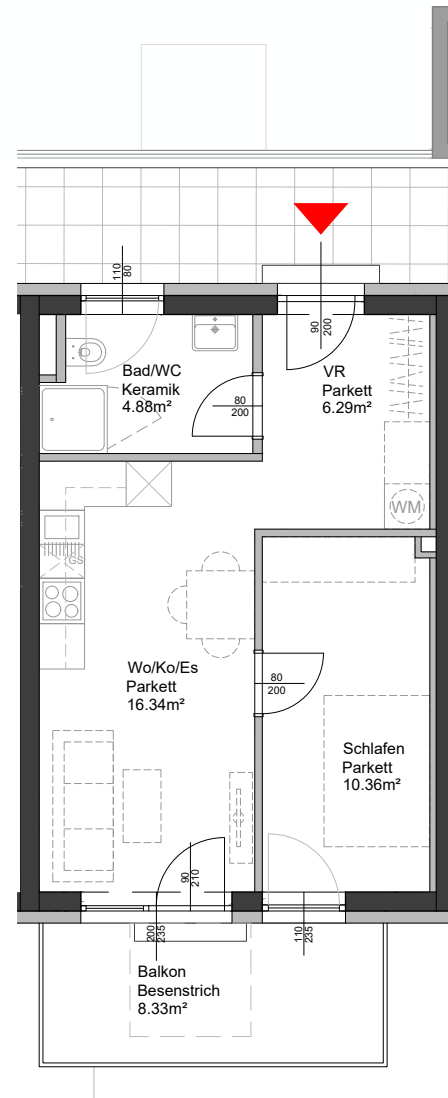 110
80
90
200
Bad/WC
Keramik
4.88m²
VR
Parkett
6.29m²
80
200
WM
GS
Wo/Ko/Es
Parkett
16.34m²
80
200
Schlafen
Parkett
10.36m²
90
210
200
235
110
235
Balkon
Besenstrich
8.33m²